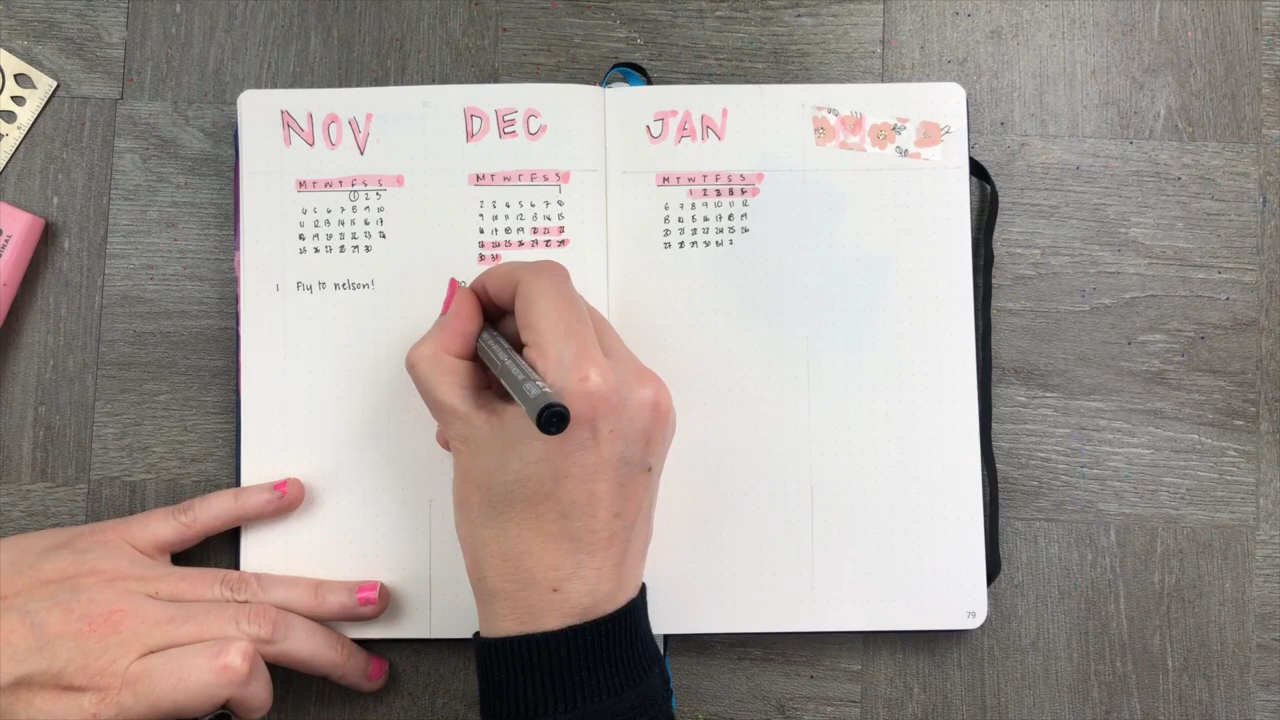 NOV DEC JAN
M T W T F S S
1 2 3
4 5 6 7 8 9 10
11 12 13 14 15 16 17
18 19 20 21 22 23 24
25 26 27 28 29 30
1 Fly to nelson!
M T W T F S S
1
2 3 4 5 6 7 8
9 10 11 12 13 14 15
16 17 18 19 20 21 22
23 24 25 26 27 28 29
30 31
M T W T F S S
1 2 3 4 5
6 7 8 9 10 11 12
13 14 15 16 17 18 19
20 21 22 23 24 25 26
27 28 29 30 31
79